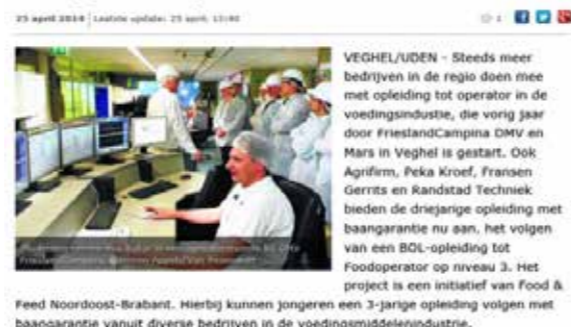 25 april 2014 | Laatste update: 25 april, 15:40
1
VEGHEL/UDEN - Steeds meer
bedrijven in de regio doen mee
met opleiding tot operator in de
voedingsindustie, die vorig jaar
door FrieslandCampina DMV en
Mars in Veghel is gestart. Ook
Agrifirm, Peka Kroef, Fransen
Gerrits en Randstad Techniek
bieden de driejarige opleiding met
baangarantie nu aan, het volgen
van een BOL-opleiding tot
Foodoperator op niveau 3. Het
project is een initiatief van Food &
Feed Noordoost-Brabant. Hierbij kunnen jongeren een 3-jarige opleiding volgen met
baangarantie vanuit diverse bedrijven in de voedingsmiddelenindustrie.